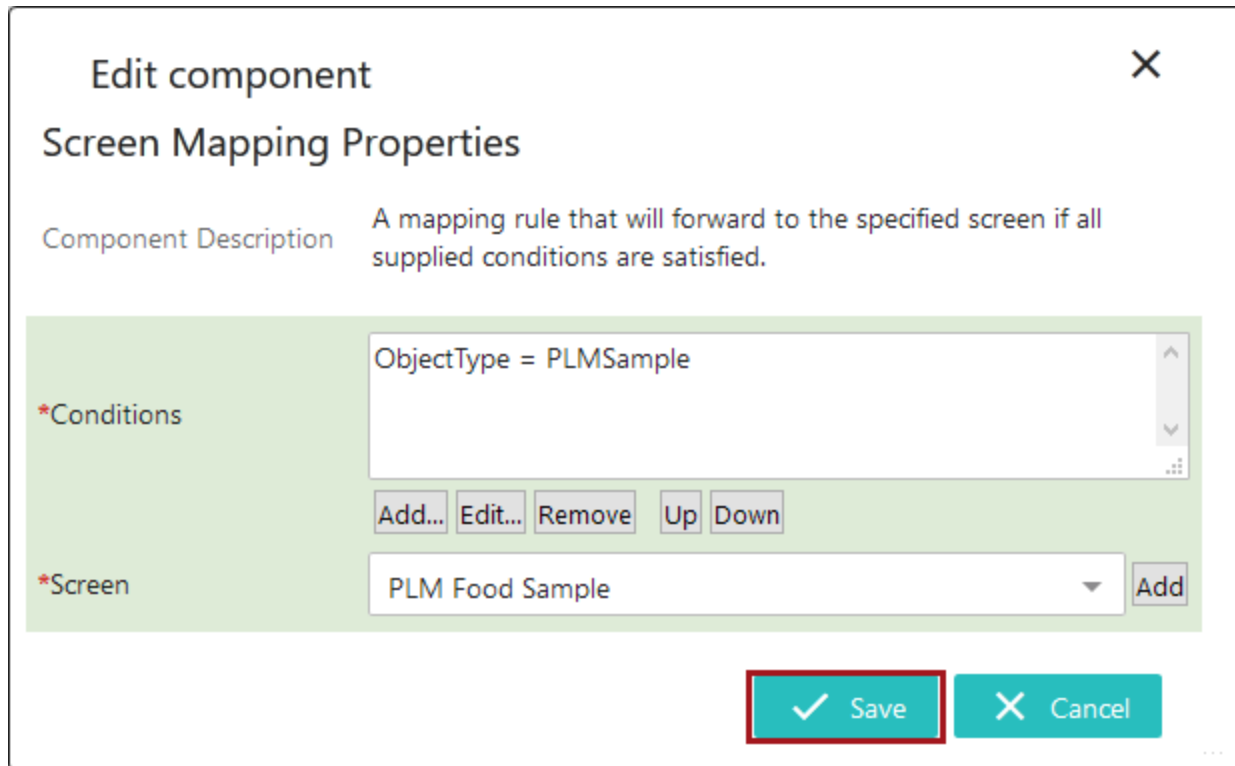 Edit component
Screen Mapping Properties
Component Description
A mapping rule that will forward to the specified screen if all
supplied conditions are satisfied.
*Conditions
ObjectType = PLMSample
Add... Edit... Remove Up Down
*Screen
PLM Food Sample
Add
Save
Cancel